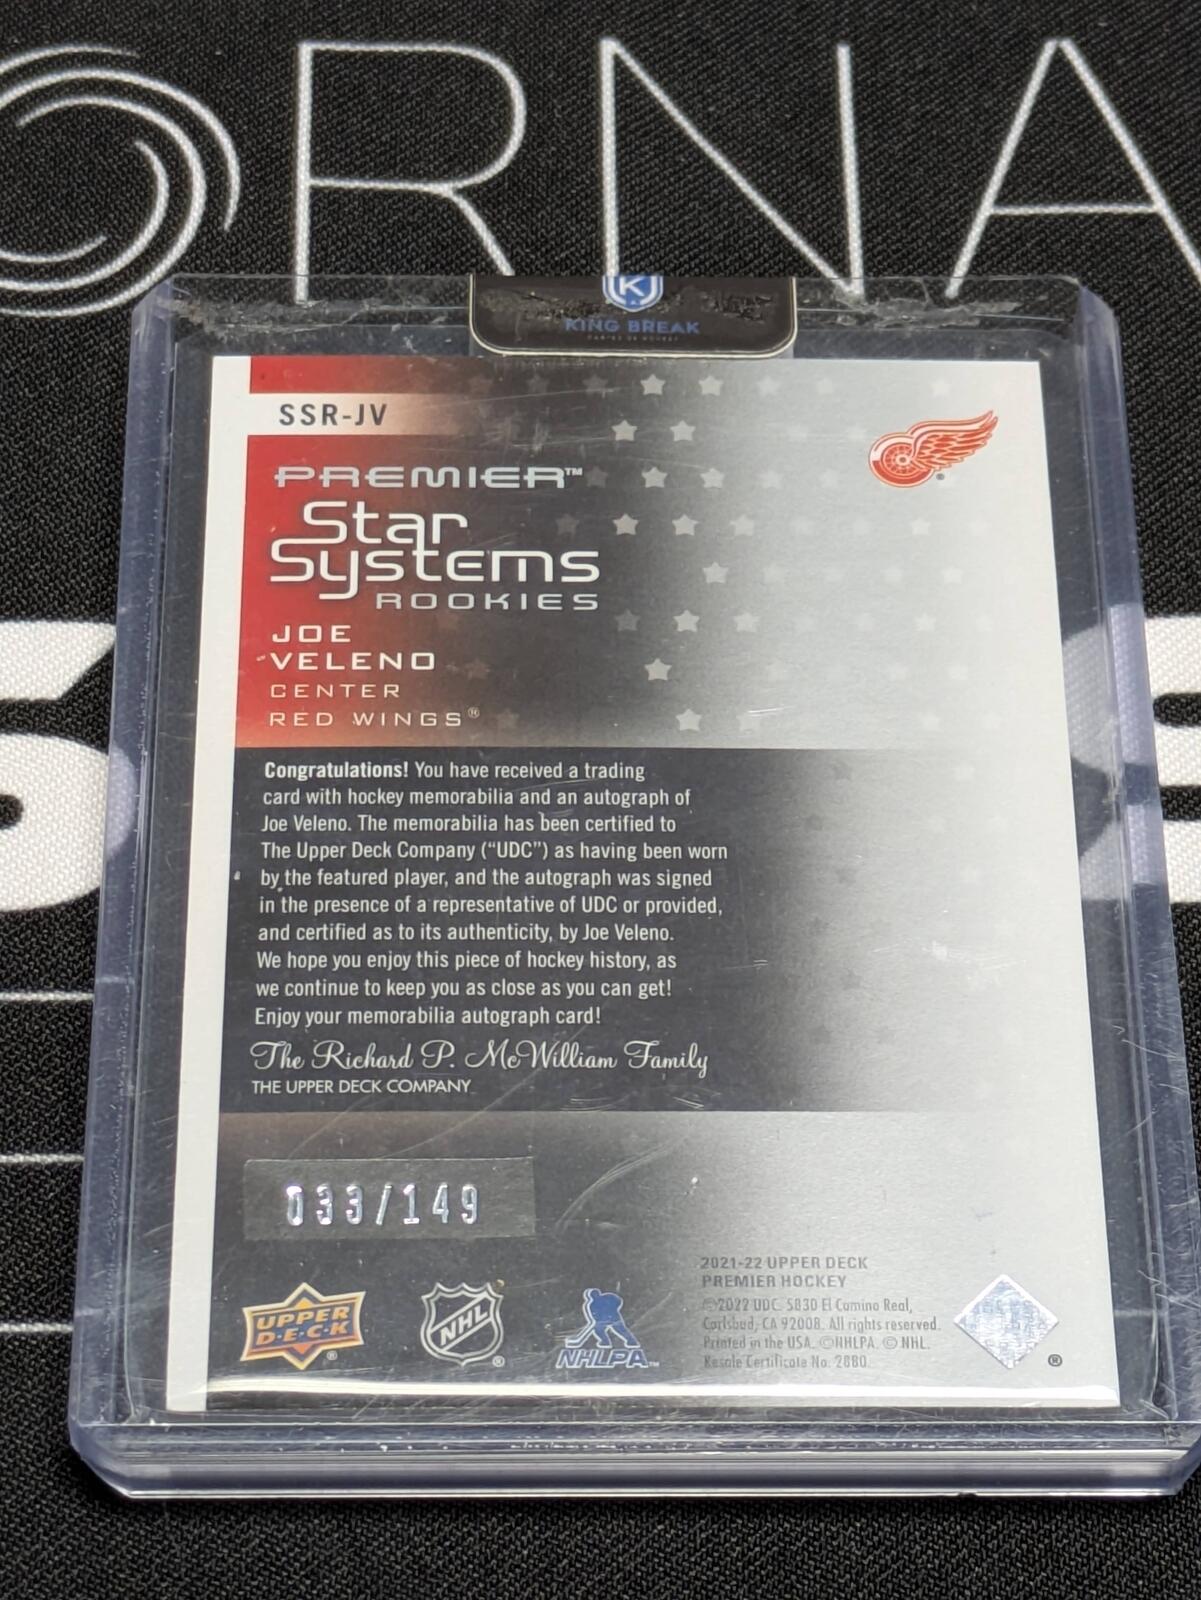 ORNA
K
KING BREAK
SSR-JV
PREMIER™
Star
Systems
ROOKIES
JOE
VELENO
CENTER
RED WINGS®
Congratulations! You have received a trading
card with hockey memorabilia and an autograph of
Joe Veleno. The memorabilia has been certified to
The Upper Deck Company (“UDC”) as having been worn
by the featured player, and the autograph was signed
in the presence of a representative of UDC or provided,
and certified as to its authenticity, by Joe Veleno.
We hope you enjoy this piece of hockey history, as
we continue to keep you as close as you can get!
Enjoy your memorabilia autograph card!
The Richard P. McWilliam Family
THE UPPER DECK COMPANY
033/149
UPPER
D·E·C·K
®
NHL
®
NHLPA™
2021-22 UPPER DECK
PREMIER HOCKEY
©2022 UDC. 5830 El Camino Real,
Carlsbad, CA 92008. All rights reserved.
Printed in the USA. ©NHLPA. © NHL.
Resale Certificate No. 2880
®